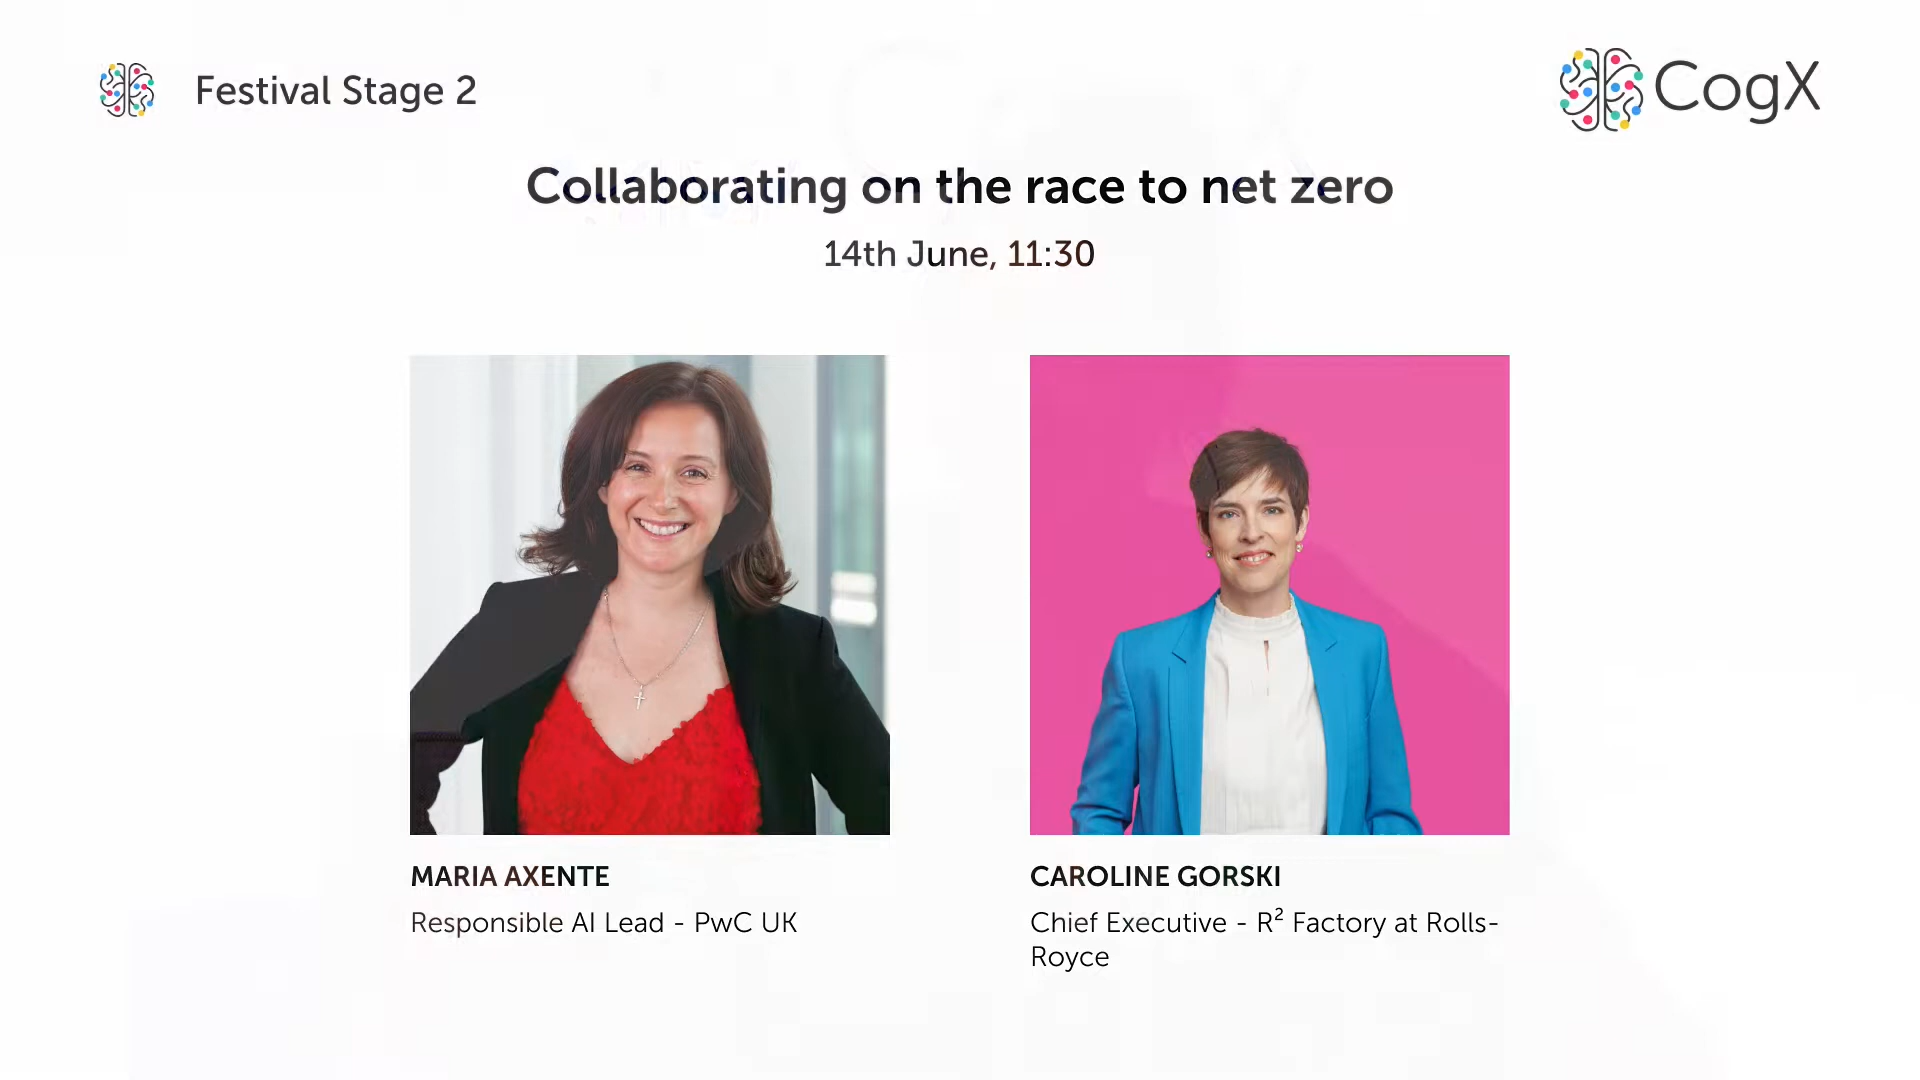 Festival Stage 2
CogX
Collaborating on the race to net zero
14th June, 11:30
MARIA AXENTE
Responsible AI Lead - PwC UK
CAROLINE GORSKI
Chief Executive - R² Factory at Rolls-
Royce